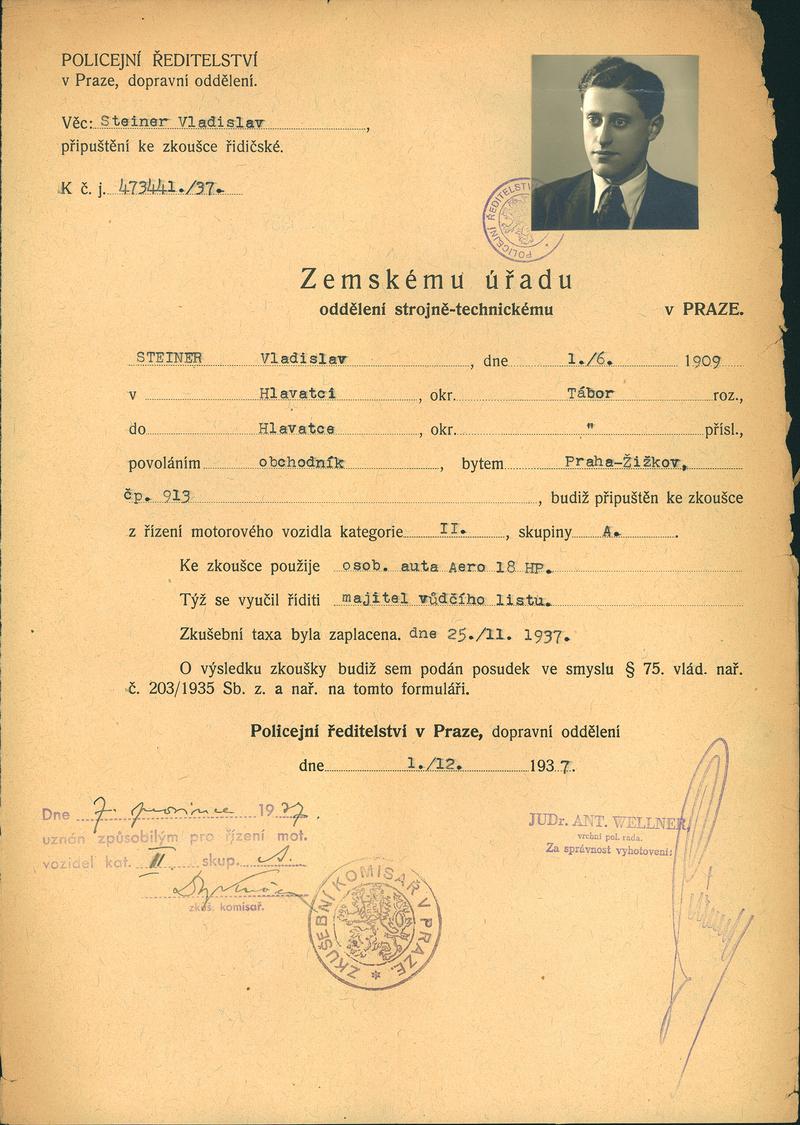 POLICEJNÍ ŘEDITELSTVÍ
v Praze, dopravní oddělení.
Věc: Steiner Vladislav,
připuštění ke zkoušce řidičské.
K č. j. 473441./37.
POLICEJNÍ ŘEDITELSTV
Zemskému úřadu
oddělení strojně-technickému v PRAZE.
STEINER Vladislav, dne 1./6. 1909
v Hlavatci, okr. Tábor roz.,
do Hlavatce, okr. " přísl.,
povoláním obchodník, bytem Praha-Žižkov,
čp. 913, budiž připuštěn ke zkoušce
z řízení motorového vozidla kategorie II., skupiny A.
Ke zkoušce použije osob. auta Aero 18 HP.
Týž se vyučil říditi majitel vůdčího listu.
Zkušební taxa byla zaplacena. dne 25./11. 1937.
O výsledku zkoušky budiž sem podán posudek ve smyslu § 75. vlád. nař.
č. 203/1935 Sb. z. a nař. na tomto formuláři.
Policejní ředitelství v Praze, dopravní oddělení
dne 1./12. 1937.
Dne 7. prosince 1937.
uznán způsobilým pro řízení mot.
vozidel kat. II skup. A.
zkuš. komisař.
ZKUŠEBNÍ KOMISAŘ V PRAZE. *
JUDr. ANT. WELLNER,
vrchní pol. rada.
Za správnost vyhotovení: